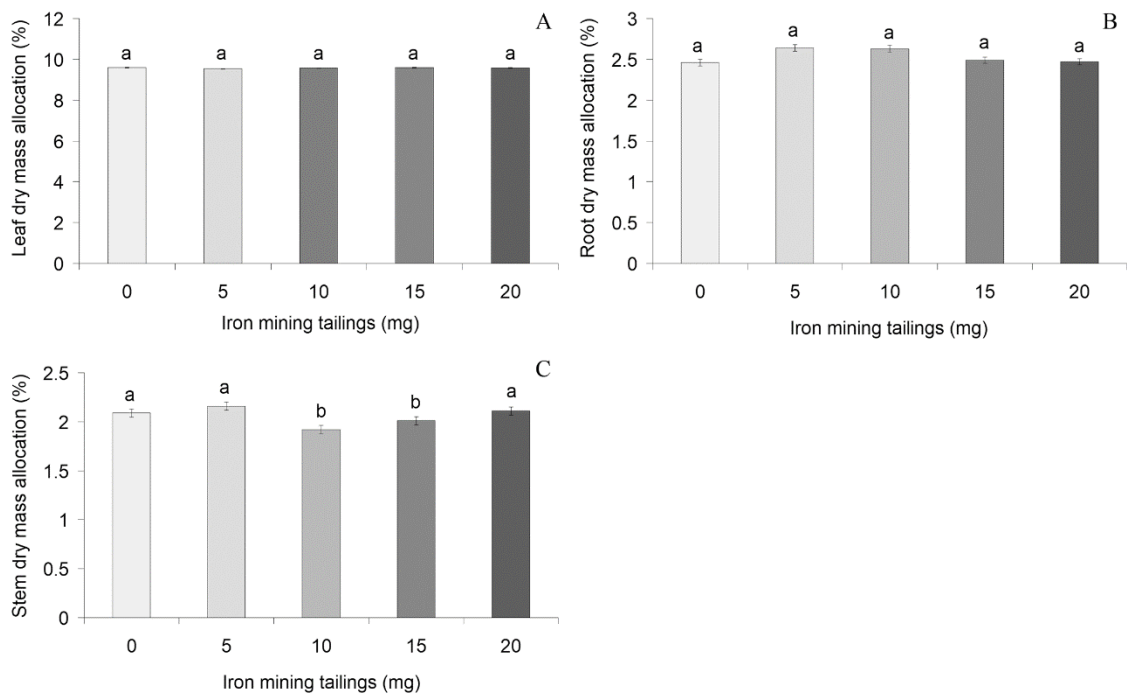 A
Leaf dry mass allocation (%)
12
10
8
6
4
2
0
a a a a a
0 5 10 15 20
Iron mining tailings (mg)
B
Root dry mass allocation (%)
3
2.5
2
1.5
1
0.5
0
a a a a a
0 5 10 15 20
Iron mining tailings (mg)
C
Stem dry mass allocation (%)
2.5
2
1.5
1
0.5
0
a a b b a
0 5 10 15 20
Iron mining tailings (mg)